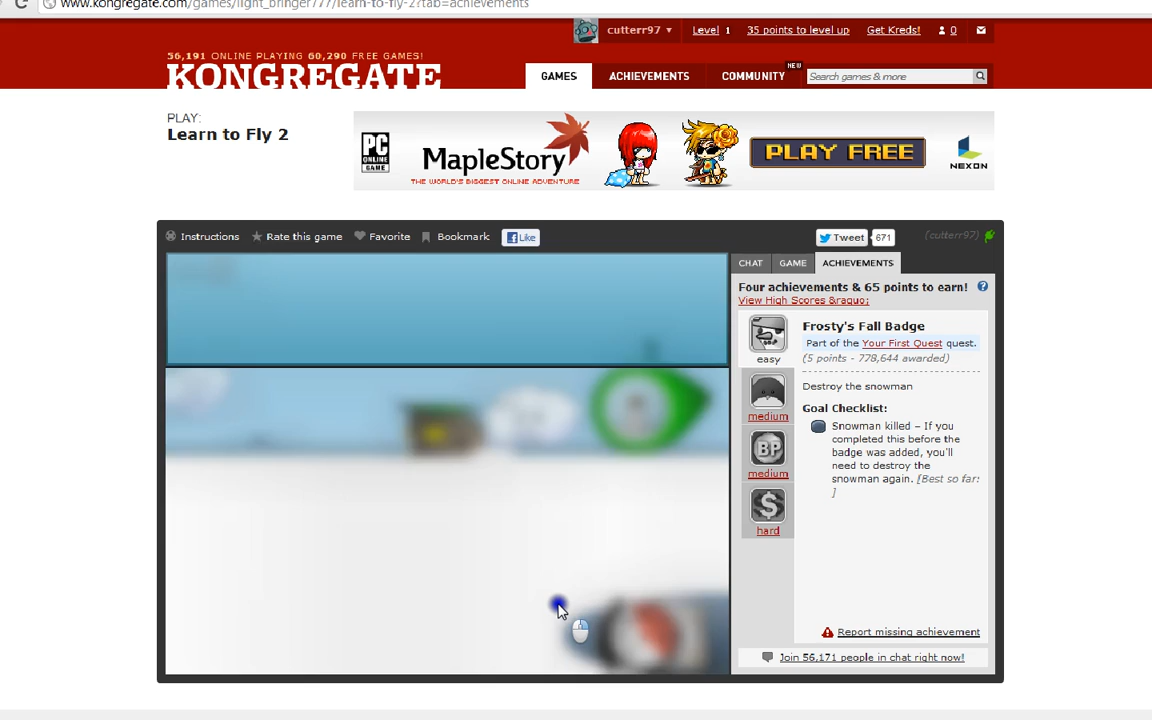 www.kongregate.com/games/light_bringer777/learn-to-fly-2?tab=achievements
cutterr97 Level 1 35 points to level up Get Kreds! 0
56,191 ONLINE PLAYING 60,290 FREE GAMES!
KONGREGATE
GAMES ACHIEVEMENTS COMMUNITY NEW Search games & more
PLAY:
Learn to Fly 2
PC
ONLINE
GAME
MapleStory
THE WORLD'S BIGGEST ONLINE ADVENTURE
PLAY FREE
NEXON
Instructions Rate this game Favorite Bookmark Like Tweet 671 (cutterr97)
CHAT GAME ACHIEVEMENTS
Four achievements & 65 points to earn!
View High Scores &raquo;
easy
medium
BP
medium
$
hard
Frosty's Fall Badge
Part of the Your First Quest quest.
(5 points - 778,644 awarded)
Destroy the snowman
Goal Checklist:
Snowman killed – If you
completed this before the
badge was added, you'll
need to destroy the
snowman again. [Best so far:
]
Report missing achievement
Join 56,171 people in chat right now!